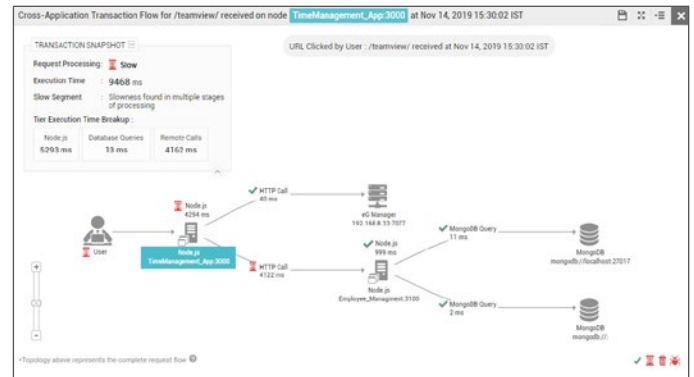 Cross-Application Transaction Flow for /teamview/ received on node TimeManagement_App:3000 at Nov 14, 2019 15:30:02 IST
TRANSACTION SNAPSHOT
Request Processing: Slow
Execution Time : 9468 ms
Slow Segment : Slowness found in multiple stages
of processing
Tier Execution Time Breakup :
Node.js
5293 ms
Database Queries
13 ms
Remote Calls
4162 ms
URL Clicked by User : /teamview/ received at Nov 14, 2019 15:30:02 IST
User
Node.js
4294 ms
Node.js
TimeManagement_App:3000
HTTP Call
40 ms
eG Manager
192.168.8.33:7077
HTTP Call
4122 ms
Node.js
999 ms
Node.js
Employee_Managment:3100
MongoDB Query
11 ms
MongoDB
mongodb://localhost:27017
MongoDB Query
2 ms
MongoDB
mongodb://:
*Topology above represents the complete request flow